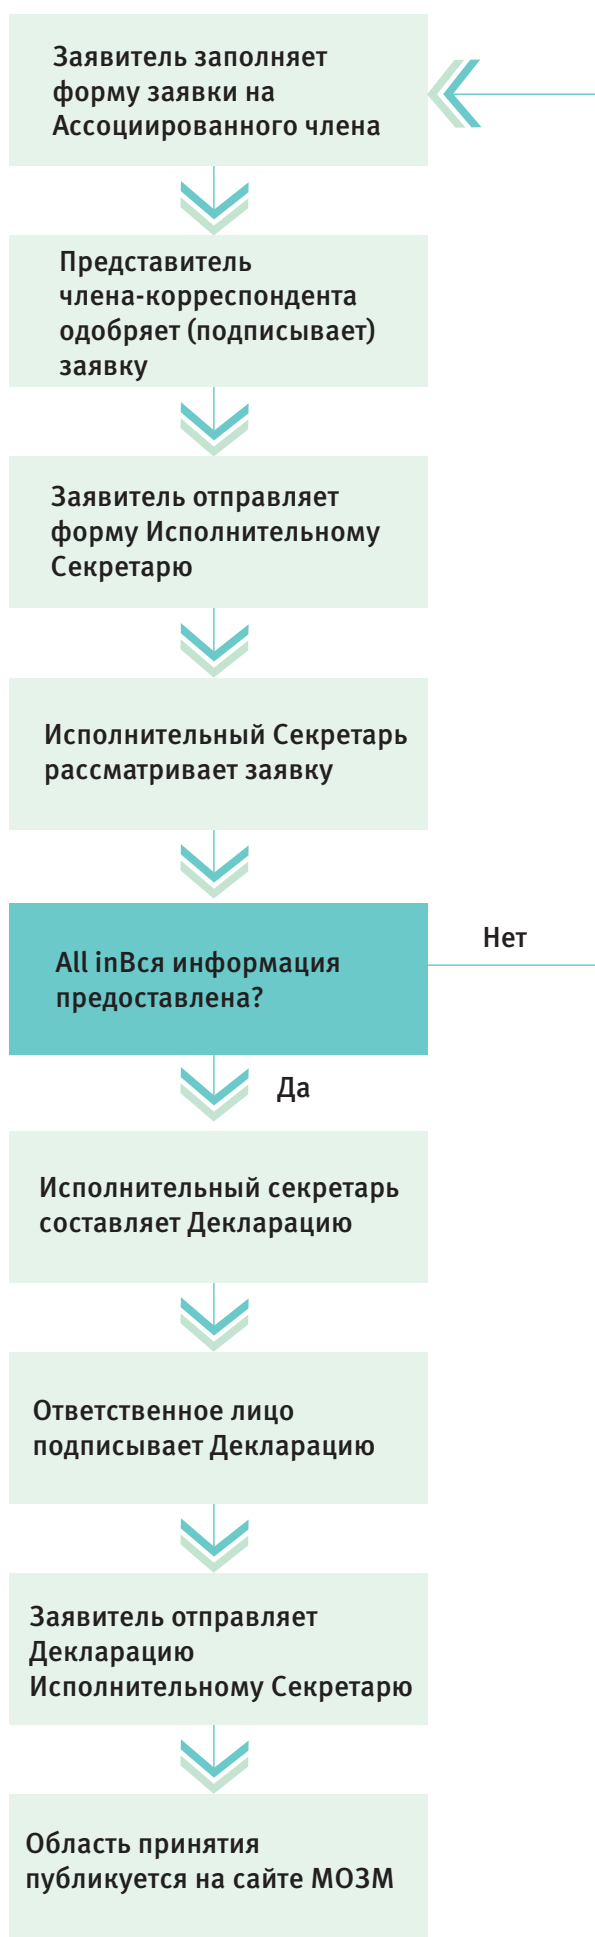 Заявитель заполняет
форму заявки на
Ассоциированного члена
Представитель
члена-корреспондента
одобряет (подписывает)
заявку
Заявитель отправляет
форму Исполнительному
Секретарю
Исполнительный Секретарь
рассматривает заявку
All inВся информация
предоставлена?
Нет
Да
Исполнительный секретарь
составляет Декларацию
Ответственное лицо
подписывает Декларацию
Заявитель отправляет
Декларацию
Исполнительному Секретарю
Область принятия
публикуется на сайте МОЗМ